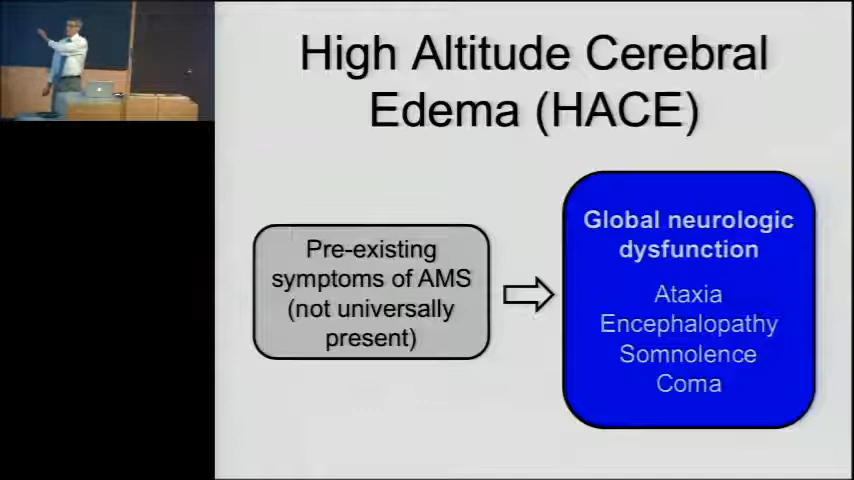 High Altitude Cerebral
Edema (HACE)
Pre-existing
symptoms of AMS
(not universally
present)
Global neurologic
dysfunction
Ataxia
Encephalopathy
Somnolence
Coma